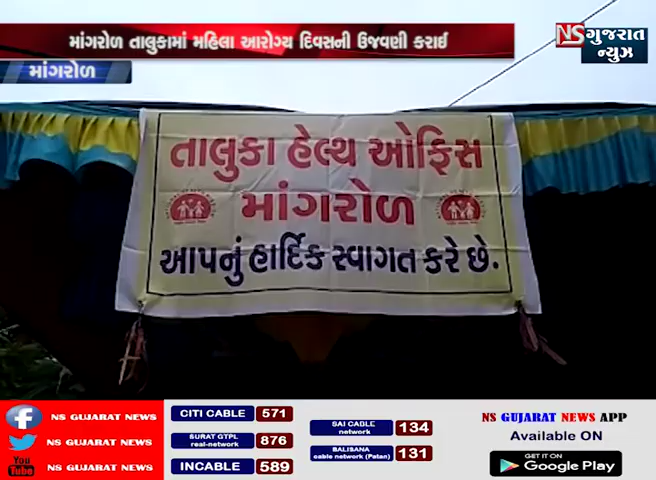 માંગરોળ તાલુકામાં મહિલા આરોગ્ય દિવસની ઉજવણી કરાઈ
NS ગુજરાત
ન્યુઝ
માંગરોળ
તાલુકા હેલ્થ ઓફિસ
માંગરોળ
આપનું હાર્દિક સ્વાગત કરે છે.
NS GUJARAT NEWS
NS GUJARAT NEWS
You Tube NS GUJARAT NEWS
CITI CABLE 571
SURAT GTPL real-network 876
INCABLE 589
SAI CABLE network 134
BALISANA cable network (Patan) 131
NS GUJARAT NEWS APP
Available ON
GET IT ON
Google Play